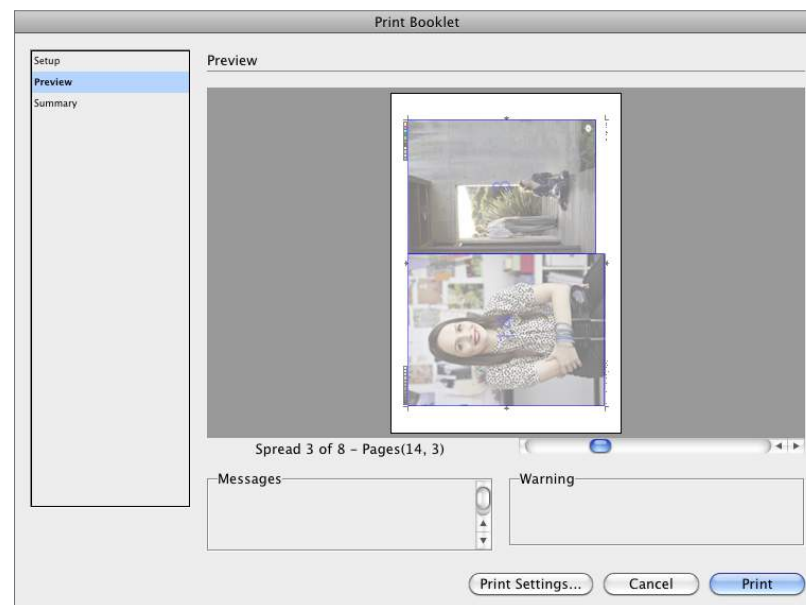 Print Booklet
Setup
Preview
Summary
Preview
Spread 3 of 8 – Pages(14, 3)
Messages
Warning
Print Settings...
Cancel
Print